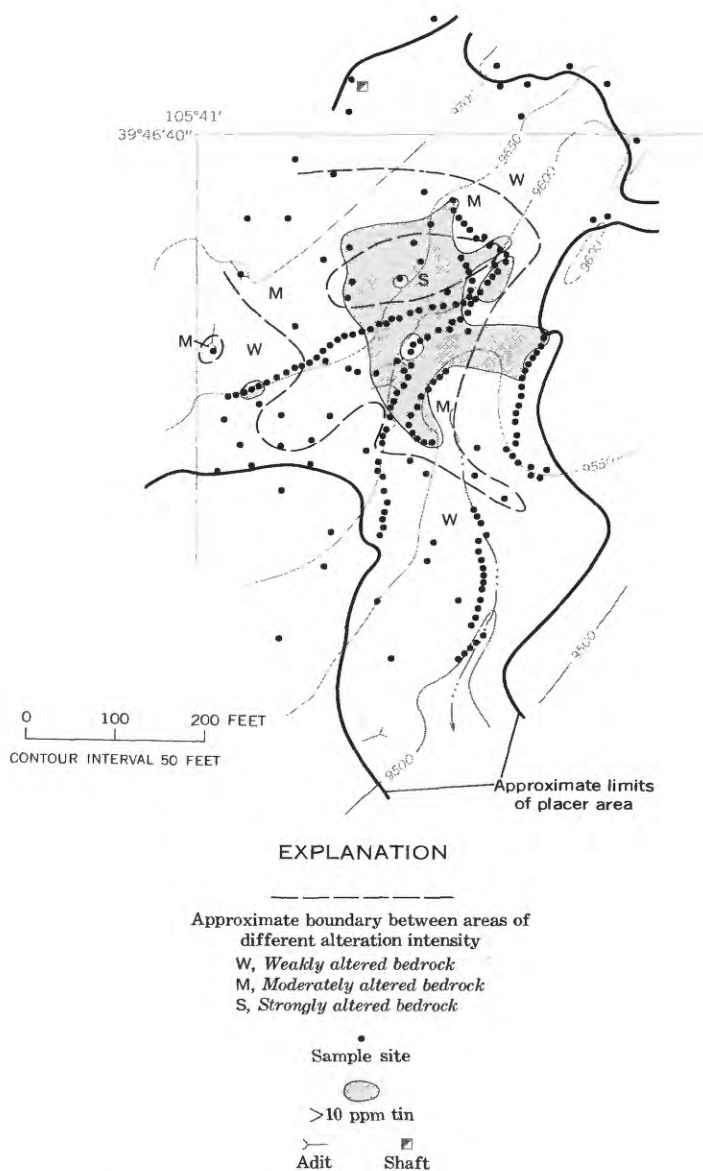 105°41′
39°46′40″
9650
9600
W
M
9600
S
M
M
W
M
955
W
9500
9500
0 100 200 FEET
CONTOUR INTERVAL 50 FEET
Approximate limits
of placer area
EXPLANATION
Approximate boundary between areas of
different alteration intensity
W, Weakly altered bedrock
M, Moderately altered bedrock
S, Strongly altered bedrock
Sample site
>10 ppm tin
Adit Shaft